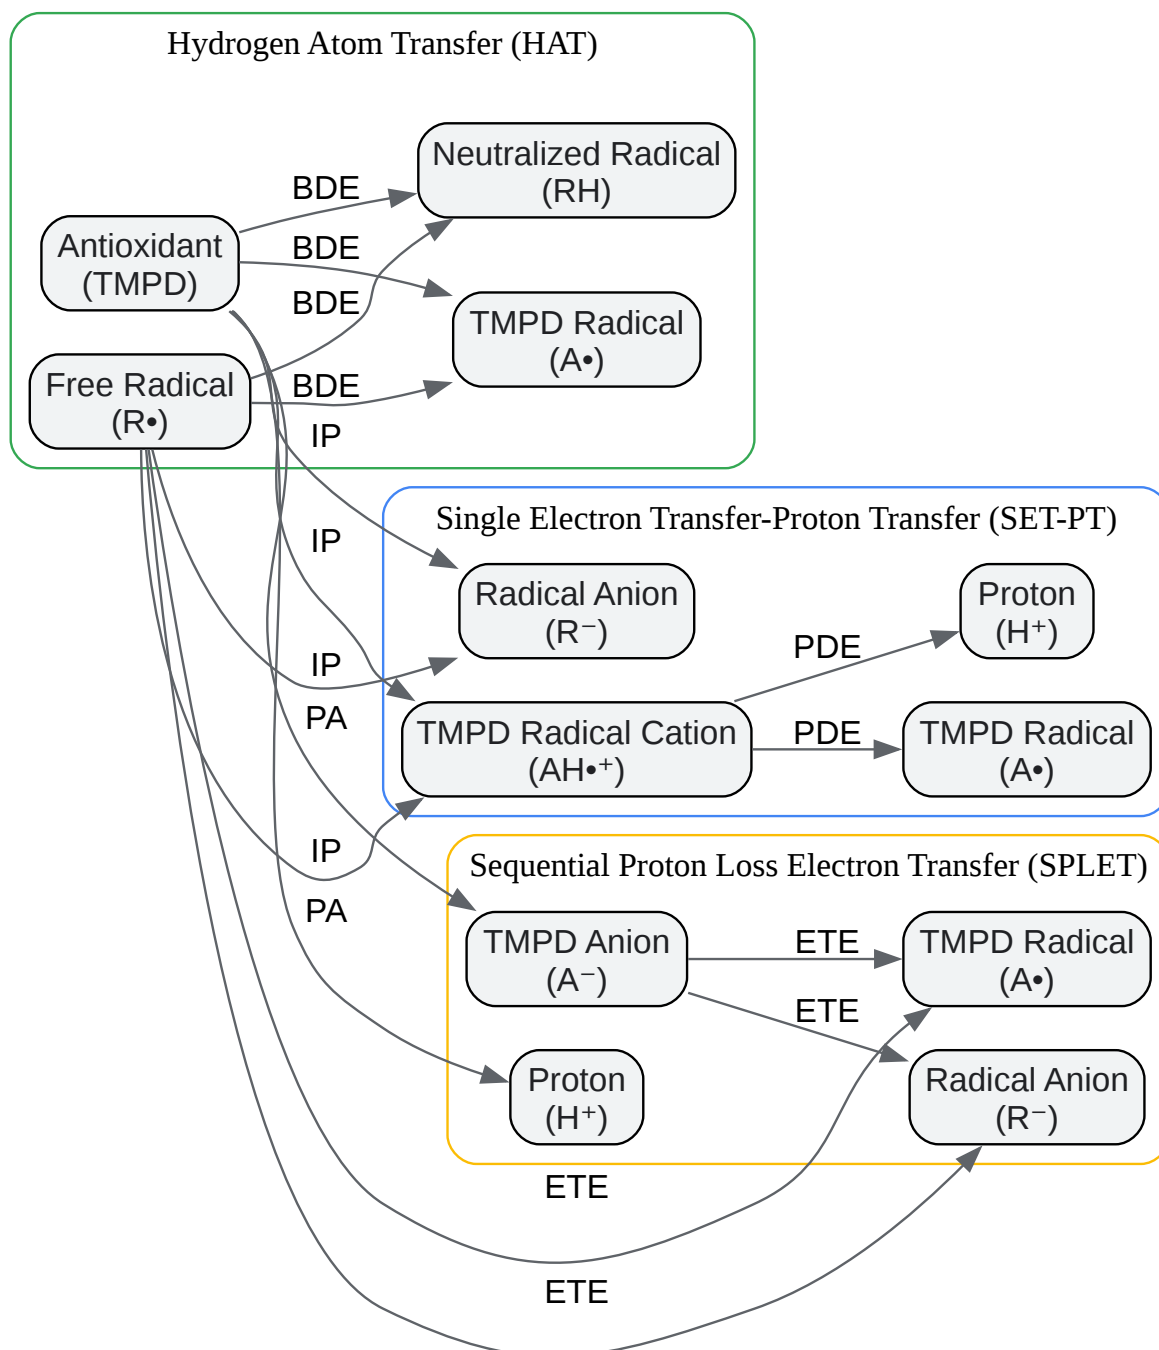 Hydrogen Atom Transfer (HAT)
Neutralized Radical
(RH)
BDE
Antioxidant
(TMPD)
BDE
BDE
TMPD Radical
(A•)
Free Radical
(R•)
BDE
IP
Single Electron Transfer-Proton Transfer (SET-PT)
IP
Radical Anion
(R⁻)
Proton
(H⁺)
PDE
IP
PA
TMPD Radical Cation
(AH•⁺)
PDE
TMPD Radical
(A•)
IP
Sequential Proton Loss Electron Transfer (SPLET)
PA
TMPD Anion
(A⁻)
ETE
TMPD Radical
(A•)
ETE
Proton
(H⁺)
Radical Anion
(R⁻)
ETE
ETE